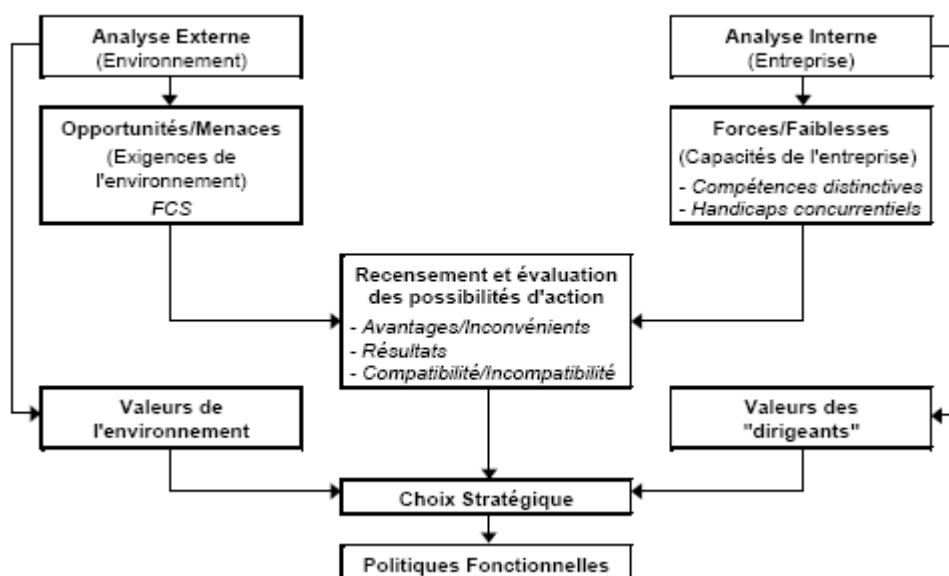 Analyse Externe
(Environnement)
Analyse Interne
(Entreprise)
Opportunités/Menaces
(Exigences de
l'environnement)
FCS
Forces/Faiblesses
(Capacités de l'entreprise)
- Compétences distinctives
- Handicaps concurrentiels
Recensement et évaluation
des possibilités d'action
- Avantages/Inconvénients
- Résultats
- Compatibilité/Incompatibilité
Valeurs de
l'environnement
Valeurs des
"dirigeants"
Choix Stratégique
Politiques Fonctionnelles